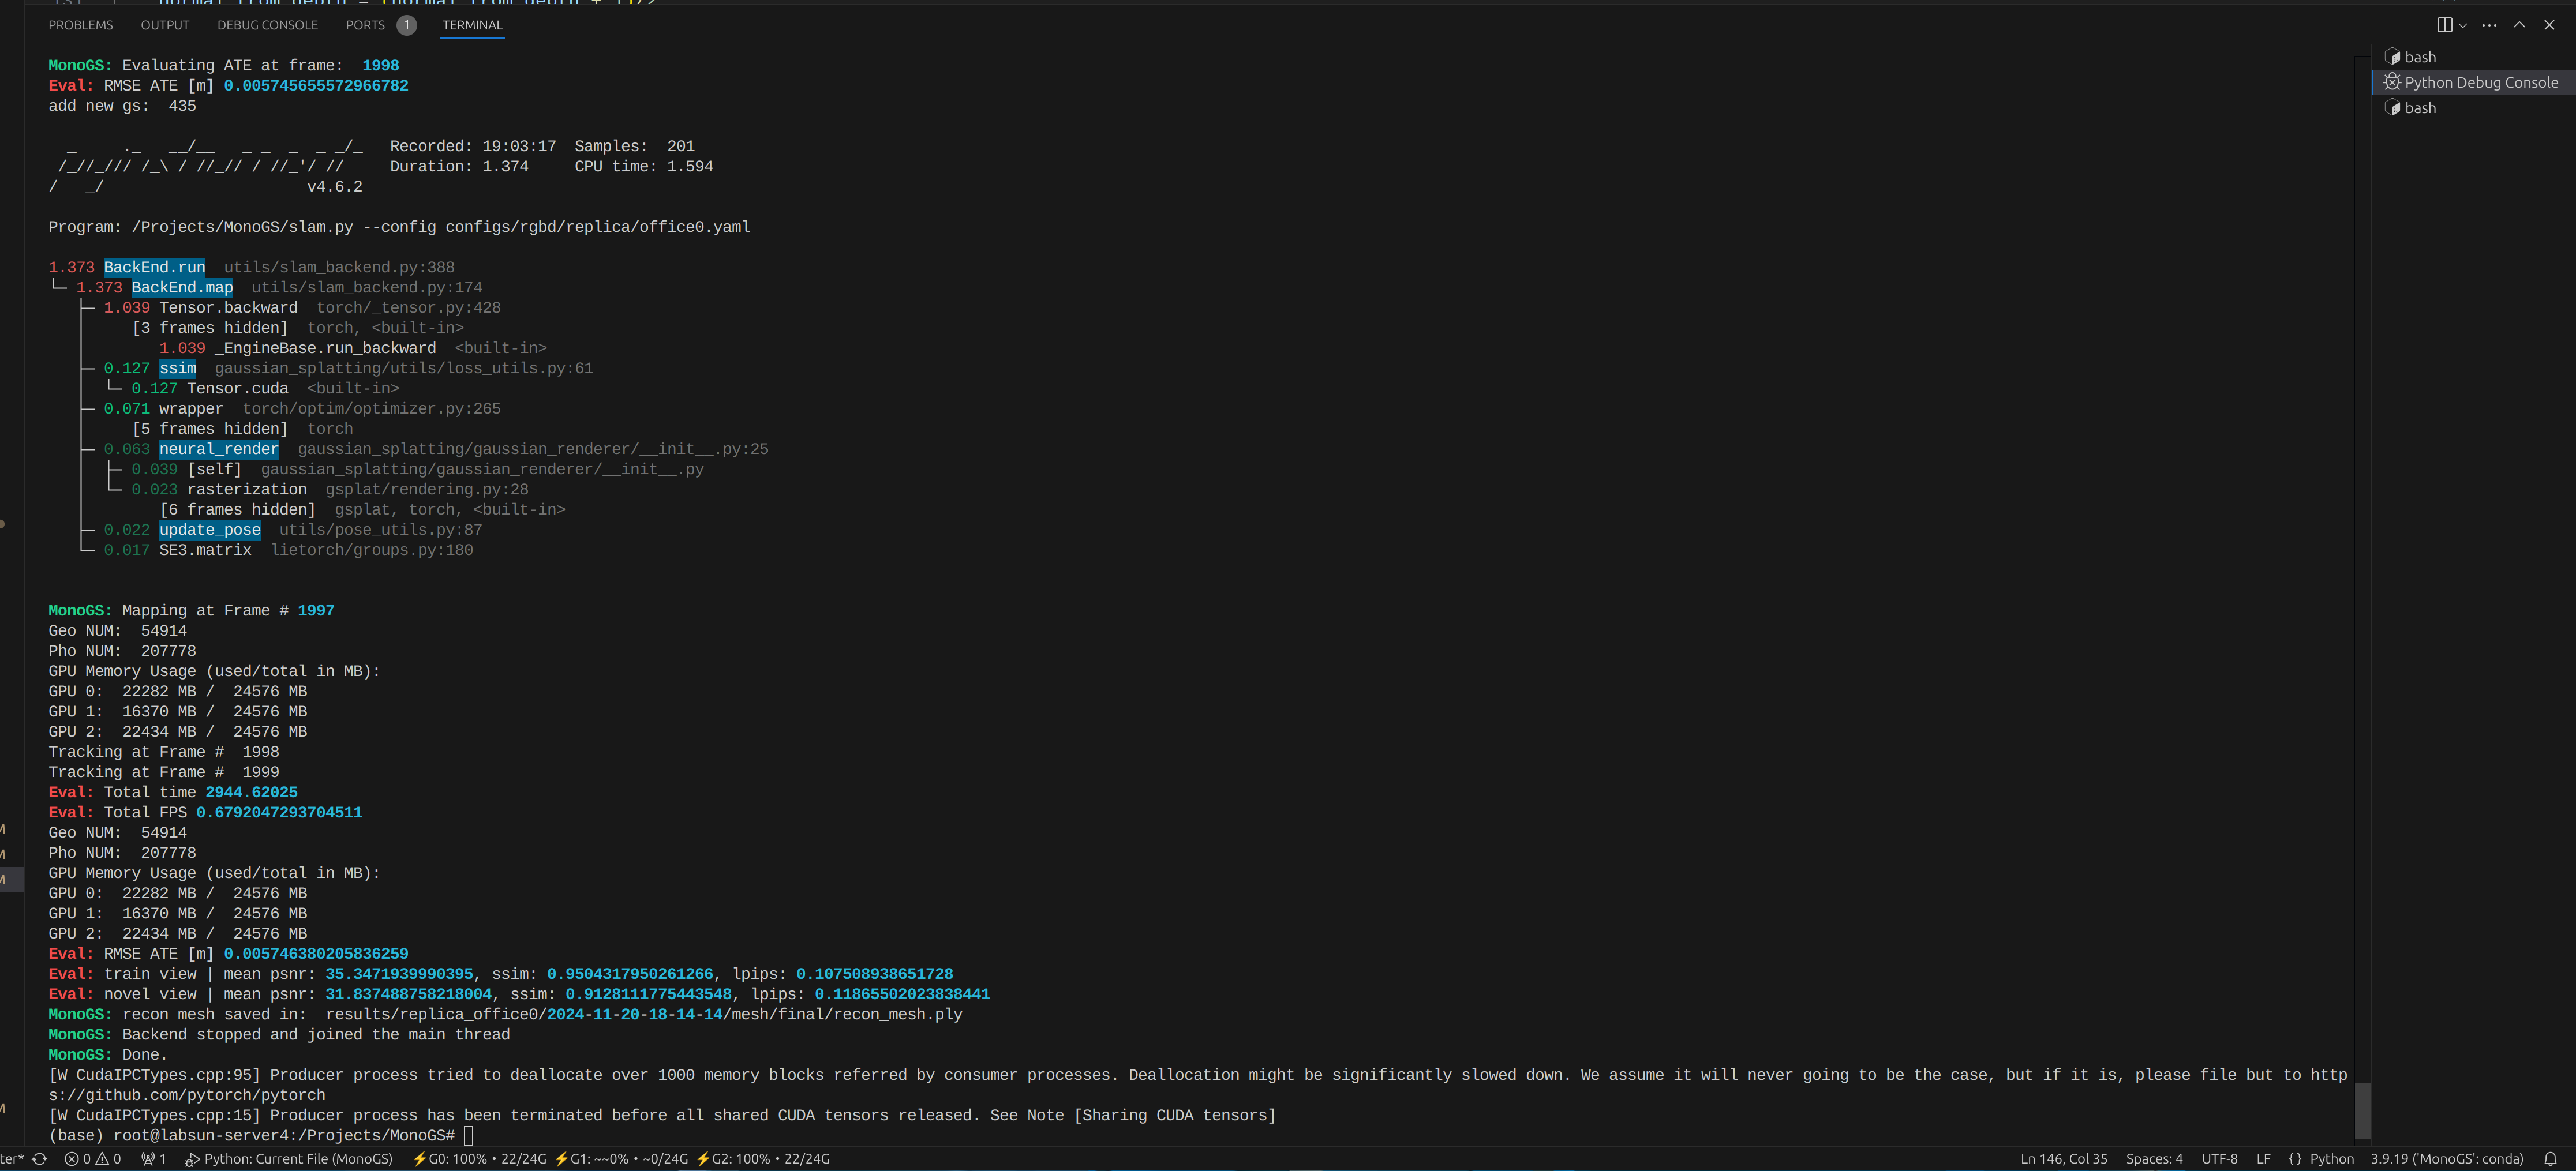 PROBLEMS OUTPUT DEBUG CONSOLE PORTS 1 TERMINAL
MonoGS: Evaluating ATE at frame:  1998
Eval: RMSE ATE [m] 0.005745655572966782
add new gs:  435
  _     ._   __/__   _ _  _  _ _/_   Recorded: 19:03:17  Samples:  201
 /_//_/// /_\ / //_// / //_'/ //     Duration: 1.374     CPU time: 1.594
/   _/                      v4.6.2
Program: /Projects/MonoGS/slam.py --config configs/rgbd/replica/office0.yaml
1.373 BackEnd.run  utils/slam_backend.py:388
└─ 1.373 BackEnd.map  utils/slam_backend.py:174
   ├─ 1.039 Tensor.backward  torch/_tensor.py:428
   │     [3 frames hidden]  torch, <built-in>
   │        1.039 _EngineBase.run_backward  <built-in>
   ├─ 0.127 ssim  gaussian_splatting/utils/loss_utils.py:61
   │  └─ 0.127 Tensor.cuda  <built-in>
   ├─ 0.071 wrapper  torch/optim/optimizer.py:265
   │     [5 frames hidden]  torch
   ├─ 0.063 neural_render  gaussian_splatting/gaussian_renderer/__init__.py:25
   │  ├─ 0.039 [self]  gaussian_splatting/gaussian_renderer/__init__.py
   │  └─ 0.023 rasterization  gsplat/rendering.py:28
   │        [6 frames hidden]  gsplat, torch, <built-in>
   ├─ 0.022 update_pose  utils/pose_utils.py:87
   └─ 0.017 SE3.matrix  lietorch/groups.py:180
MonoGS: Mapping at Frame # 1997
Geo NUM:  54914
Pho NUM:  207778
GPU Memory Usage (used/total in MB):
GPU 0:  22282 MB /  24576 MB
GPU 1:  16370 MB /  24576 MB
GPU 2:  22434 MB /  24576 MB
Tracking at Frame #  1998
Tracking at Frame #  1999
Eval: Total time 2944.62025
Eval: Total FPS 0.6792047293704511
Geo NUM:  54914
Pho NUM:  207778
GPU Memory Usage (used/total in MB):
GPU 0:  22282 MB /  24576 MB
GPU 1:  16370 MB /  24576 MB
GPU 2:  22434 MB /  24576 MB
Eval: RMSE ATE [m] 0.005746380205836259
Eval: train view | mean psnr: 35.3471939990395, ssim: 0.9504317950261266, lpips: 0.107508938651728
Eval: novel view | mean psnr: 31.837488758218004, ssim: 0.9128111775443548, lpips: 0.11865502023838441
MonoGS: recon mesh saved in:  results/replica_office0/2024-11-20-18-14-14/mesh/final/recon_mesh.ply
MonoGS: Backend stopped and joined the main thread
MonoGS: Done.
[W CudaIPCTypes.cpp:95] Producer process tried to deallocate over 1000 memory blocks referred by consumer processes. Deallocation might be significantly slowed down. We assume it will never going to be the case, but if it is, please file but to http
s://github.com/pytorch/pytorch
[W CudaIPCTypes.cpp:15] Producer process has been terminated before all shared CUDA tensors released. See Note [Sharing CUDA tensors]
(base) root@labsun-server4:/Projects/MonoGS#
bash
Python Debug Console
bash
M
M
M
M
ter* 0 0 1 Python: Current File (MonoGS) ⚡G0: 100% • 22/24G ⚡G1: ~~0% • ~0/24G ⚡G2: 100% • 22/24G Ln 146, Col 35 Spaces: 4 UTF-8 LF {} Python 3.9.19 ('MonoGS': conda)